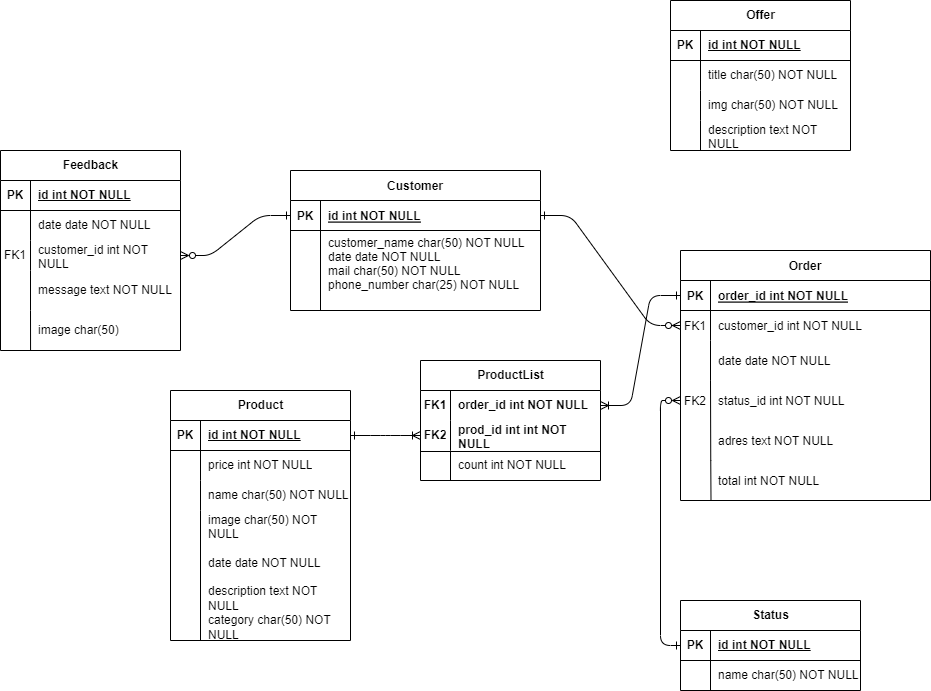 Offer
PK
id int NOT NULL
title char(50) NOT NULL
img char(50) NOT NULL
description text NOT
NULL
Feedback
PK
id int NOT NULL
date date NOT NULL
FK1
customer_id int NOT
NULL
message text NOT NULL
image char(50)
Customer
PK
id int NOT NULL
customer_name char(50) NOT NULL
date date NOT NULL
mail char(50) NOT NULL
phone_number char(25) NOT NULL
Order
PK
order_id int NOT NULL
FK1
customer_id int NOT NULL
date date NOT NULL
FK2
status_id int NOT NULL
adres text NOT NULL
total int NOT NULL
ProductList
FK1
order_id int NOT NULL
FK2
prod_id int int NOT
NULL
count int NOT NULL
Product
PK
id int NOT NULL
price int NOT NULL
name char(50) NOT NULL
image char(50) NOT
NULL
date date NOT NULL
description text NOT
NULL
category char(50) NOT
NULL
Status
PK
id int NOT NULL
name char(50) NOT NULL